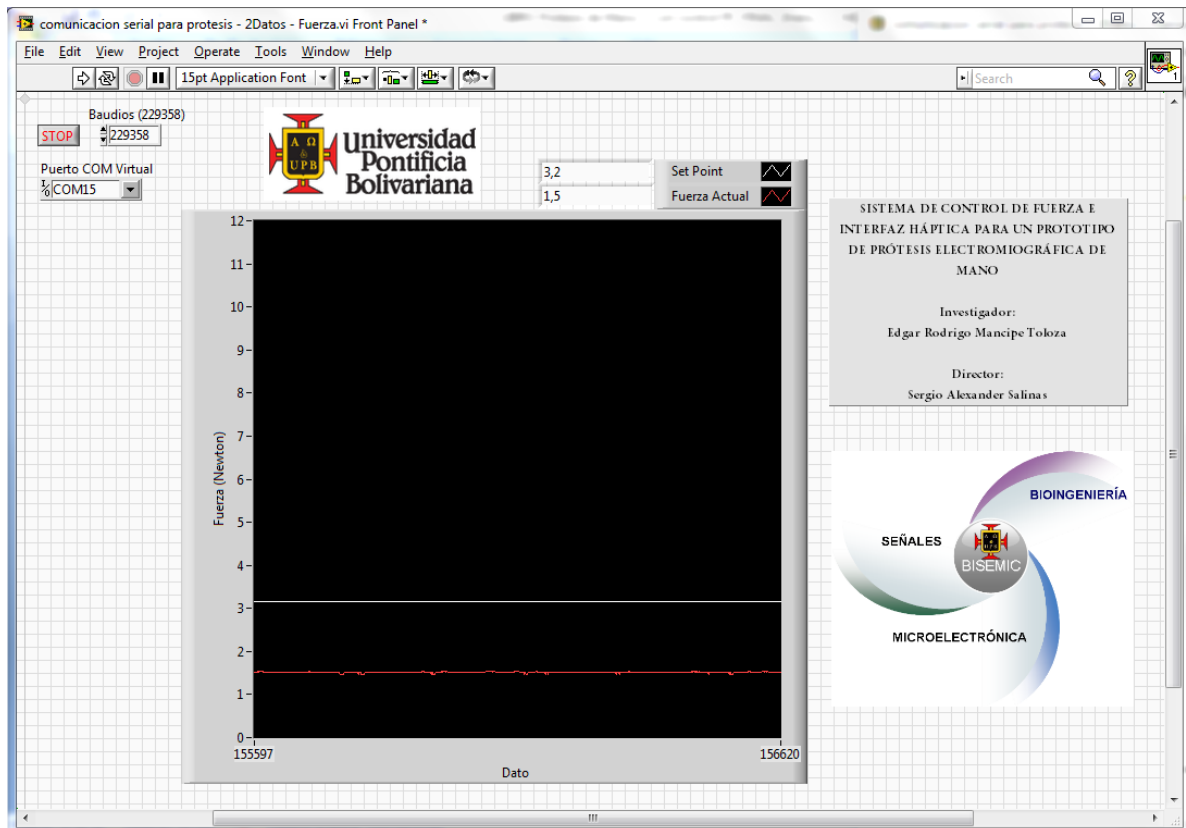 comunicacion serial para protesis - 2Datos - Fuerza.vi Front Panel *
File Edit View Project Operate Tools Window Help
15pt Application Font
Search
?
1
Baudios (229358)
STOP
229358
Puerto COM Virtual
COM15
Α Ω
&
UPB
Universidad
Pontificia
Bolivariana
3,2
Set Point
1,5
Fuerza Actual
12
11
10
9
8
7
6
5
4
3
2
1
0
Fuerza (Newton)
155597
156620
Dato
SISTEMA DE CONTROL DE FUERZA E
INTERFAZ HÁPTICA PARA UN PROTOTIPO
DE PRÓTESIS ELECTROMIOGRÁFICA DE
MANO
Investigador:
Edgar Rodrigo Mancipe Toloza
Director:
Sergio Alexander Salinas
BIOINGENIERÍA
SEÑALES
BISEMIC
MICROELECTRÓNICA